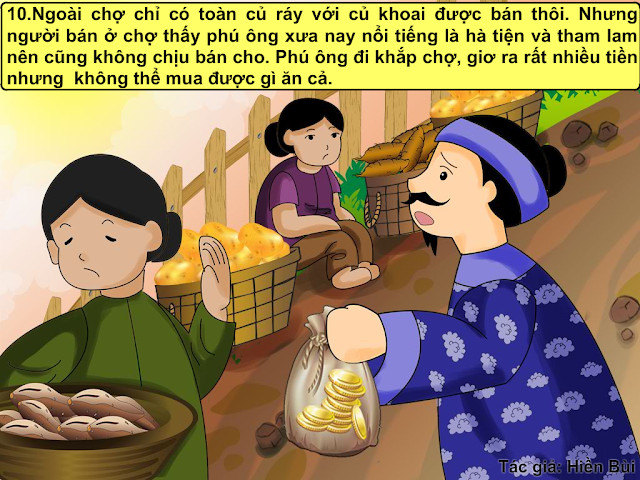 10.Ngoài chợ chỉ có toàn củ ráy với củ khoai được bán thôi. Nhưng
người bán ở chợ thấy phú ông xưa nay nổi tiếng là hà tiện và tham lam
nên cũng không chịu bán cho. Phú ông đi khắp chợ, giơ ra rất nhiều tiền
nhưng không thể mua được gì ăn cả.
Tác giả: Hiền Bùi